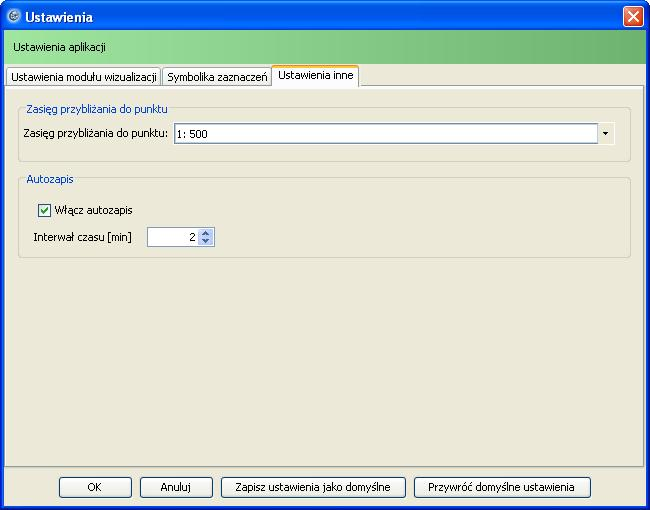 Ustawienia
Ustawienia aplikacji
Ustawienia modułu wizualizacji Symbolika zaznaczeń Ustawienia inne
Zasięg przybliżania do punktu
Zasięg przybliżania do punktu: 1: 500
Autozapis
Włącz autozapis
Interwał czasu [min] 2
OK Anuluj Zapisz ustawienia jako domyślne Przywróć domyślne ustawienia